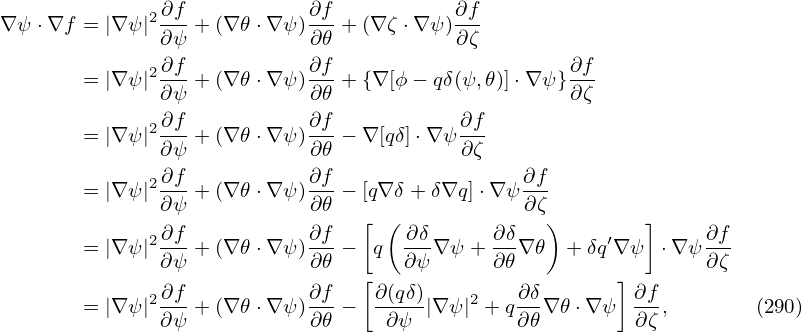 ∇ψ · ∇f = |∇ψ|² ∂f/∂ψ + (∇θ · ∇ψ) ∂f/∂θ + (∇ζ · ∇ψ) ∂f/∂ζ
= |∇ψ|² ∂f/∂ψ + (∇θ · ∇ψ) ∂f/∂θ + {∇[ϕ − qδ(ψ, θ)] · ∇ψ} ∂f/∂ζ
= |∇ψ|² ∂f/∂ψ + (∇θ · ∇ψ) ∂f/∂θ − ∇[qδ] · ∇ψ ∂f/∂ζ
= |∇ψ|² ∂f/∂ψ + (∇θ · ∇ψ) ∂f/∂θ − [q∇δ + δ∇q] · ∇ψ ∂f/∂ζ
= |∇ψ|² ∂f/∂ψ + (∇θ · ∇ψ) ∂f/∂θ − [q (∂δ/∂ψ ∇ψ + ∂δ/∂θ ∇θ) + δq′∇ψ] · ∇ψ ∂f/∂ζ
= |∇ψ|² ∂f/∂ψ + (∇θ · ∇ψ) ∂f/∂θ − [∂(qδ)/∂ψ |∇ψ|² + q ∂δ/∂θ ∇θ · ∇ψ] ∂f/∂ζ, (290)